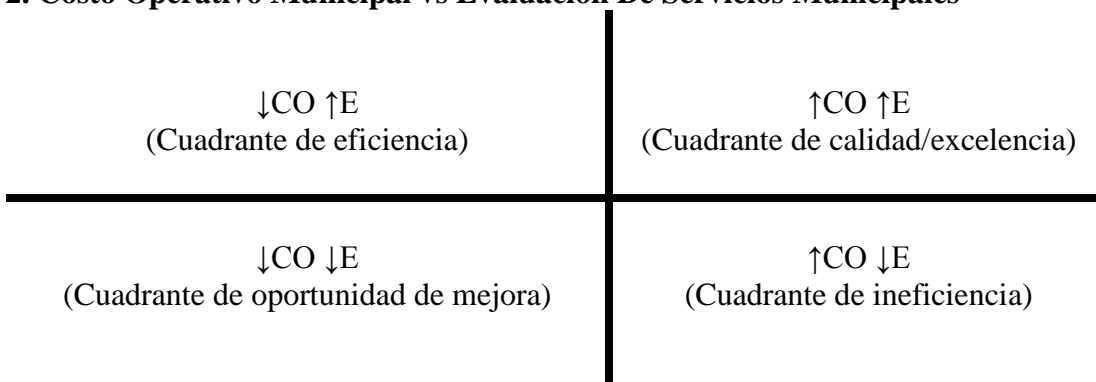 2. Costo Operativo Municipal vs Evaluación De Servicios Municipales
↓CO ↑E
(Cuadrante de eficiencia)
↑CO ↑E
(Cuadrante de calidad/excelencia)
↓CO ↓E
(Cuadrante de oportunidad de mejora)
↑CO ↓E
(Cuadrante de ineficiencia)